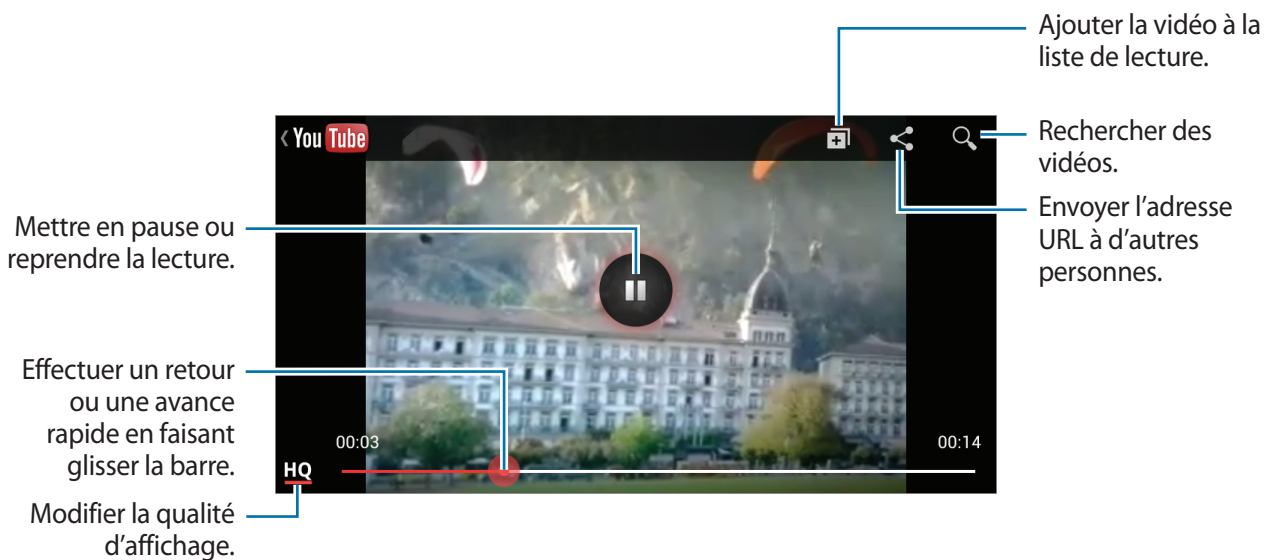 Ajouter la vidéo à la
liste de lecture.
You Tube
Rechercher des
vidéos.
Envoyer l’adresse
URL à d’autres
personnes.
Mettre en pause ou
reprendre la lecture.
Effectuer un retour
ou une avance
rapide en faisant
glisser la barre.
00:03
00:14
HQ
Modifier la qualité
d’affichage.